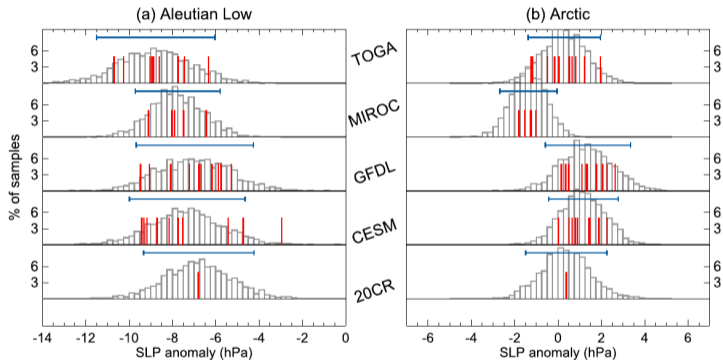 (a) Aleutian Low (b) Arctic
6 TOGA 6
3 3
6 MIROC 6
3 3
6 GFDL 6
3 3
6 CESM 6
3 3
6 20CR 6
3 3
% of samples
-14 -12 -10 -8 -6 -4 -2 0 -6 -4 -2 0 2 4 6
SLP anomaly (hPa) SLP anomaly (hPa)